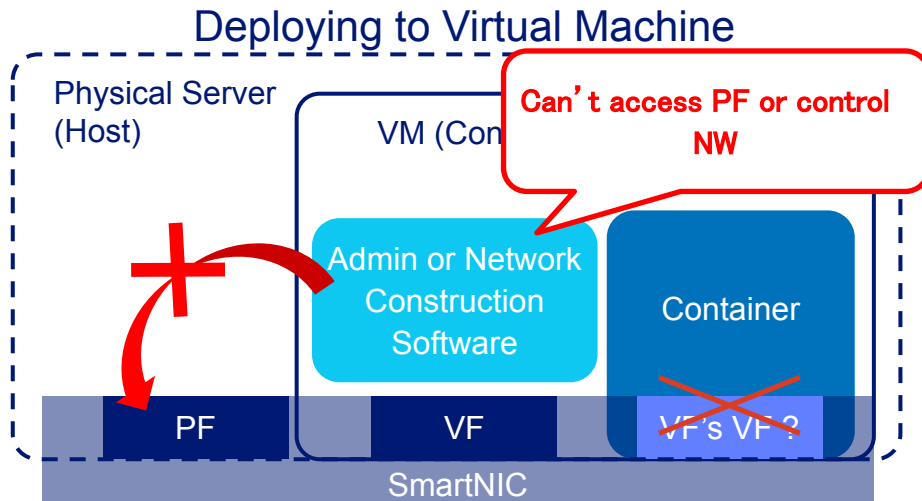 Deploying to Virtual Machine
Physical Server
(Host)
VM (Con
Can't access PF or control
NW
Admin or Network
Construction
Software
Container
PF
VF
VF's VF ?
SmartNIC